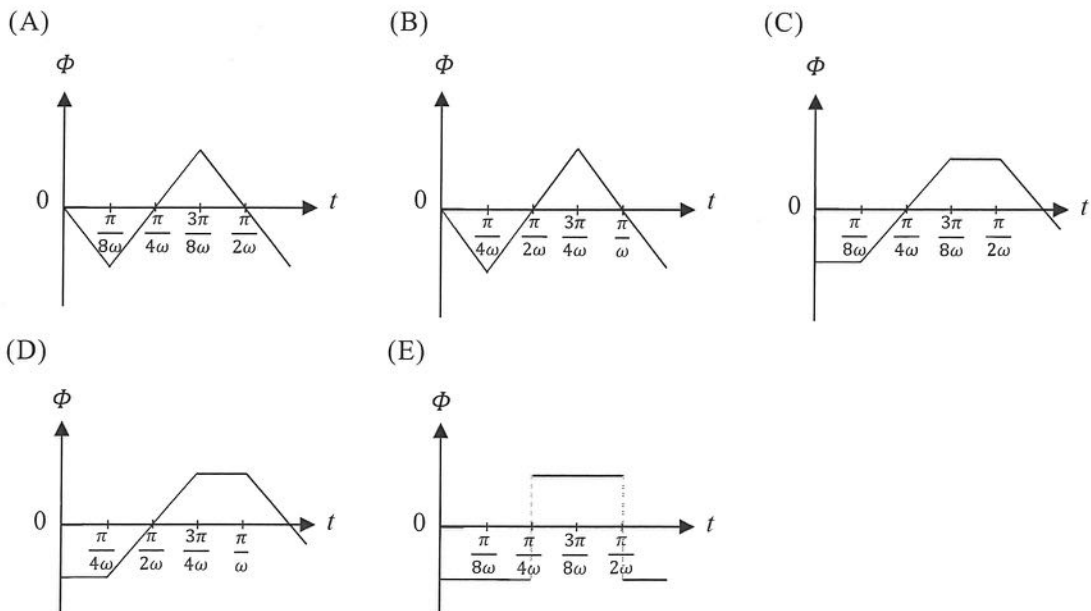 (A)
Φ
0
t
π/8ω π/4ω 3π/8ω π/2ω
(B)
Φ
0
t
π/4ω π/2ω 3π/4ω π/ω
(C)
Φ
0
t
π/8ω π/4ω 3π/8ω π/2ω
(D)
Φ
0
t
π/4ω π/2ω 3π/4ω π/ω
(E)
Φ
0
t
π/8ω π/4ω 3π/8ω π/2ω